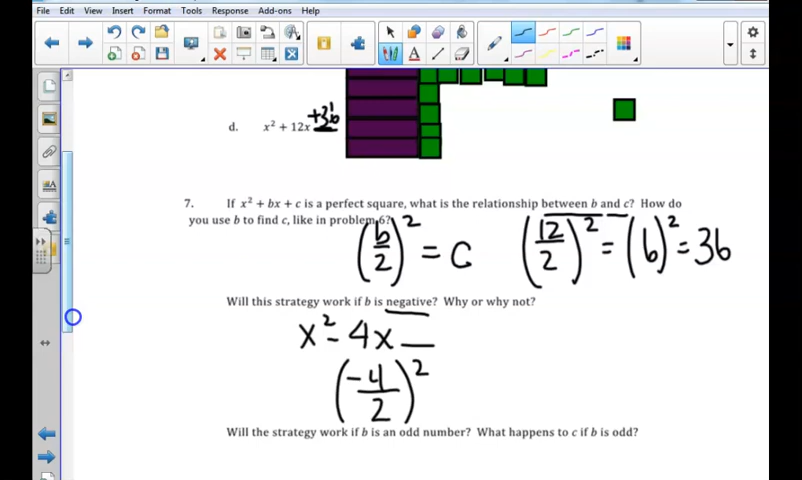 File Edit View Insert Format Tools Response Add-ons Help
+36
d. x² + 12x
7. If x² + bx + c is a perfect square, what is the relationship between b and c? How do
you use b to find c, like in problem 6?
(b/2)² = c (12/2)² = (6)² = 36
Will this strategy work if b is negative? Why or why not?
x² - 4x __
(-4/2)²
Will the strategy work if b is an odd number? What happens to c if b is odd?